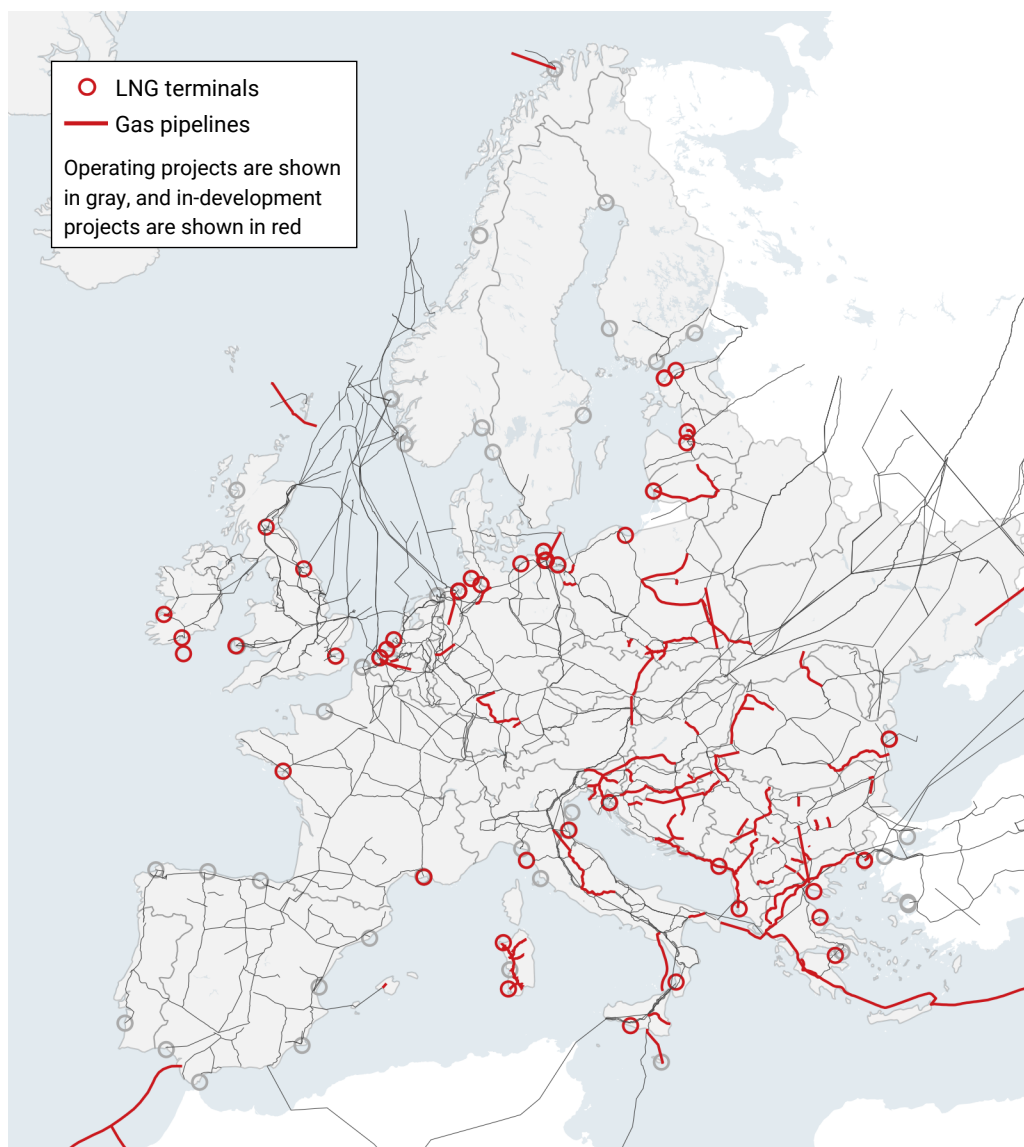 LNG terminals
Gas pipelines
Operating projects are shown
in gray, and in-development
projects are shown in red